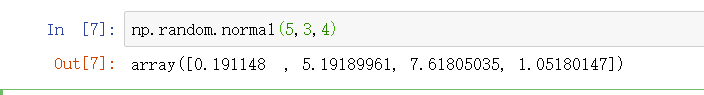 In [7]: np.random.normal(5,3,4)
Out[7]: array([0.191148  , 5.19189961, 7.61805035, 1.05180147])